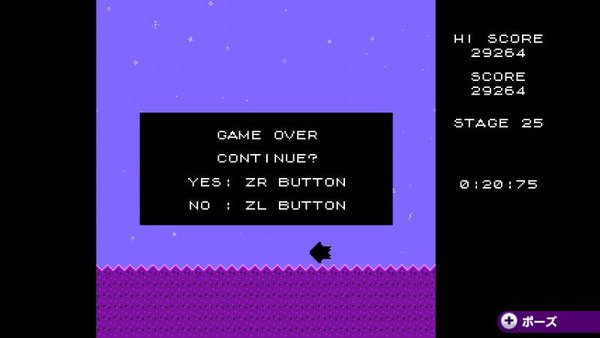 GAME OVER
CONTINUE?
YES: ZR BUTTON
NO : ZL BUTTON
HI SCORE
29264
SCORE
29264
STAGE 25
0:20:75
ポーズ